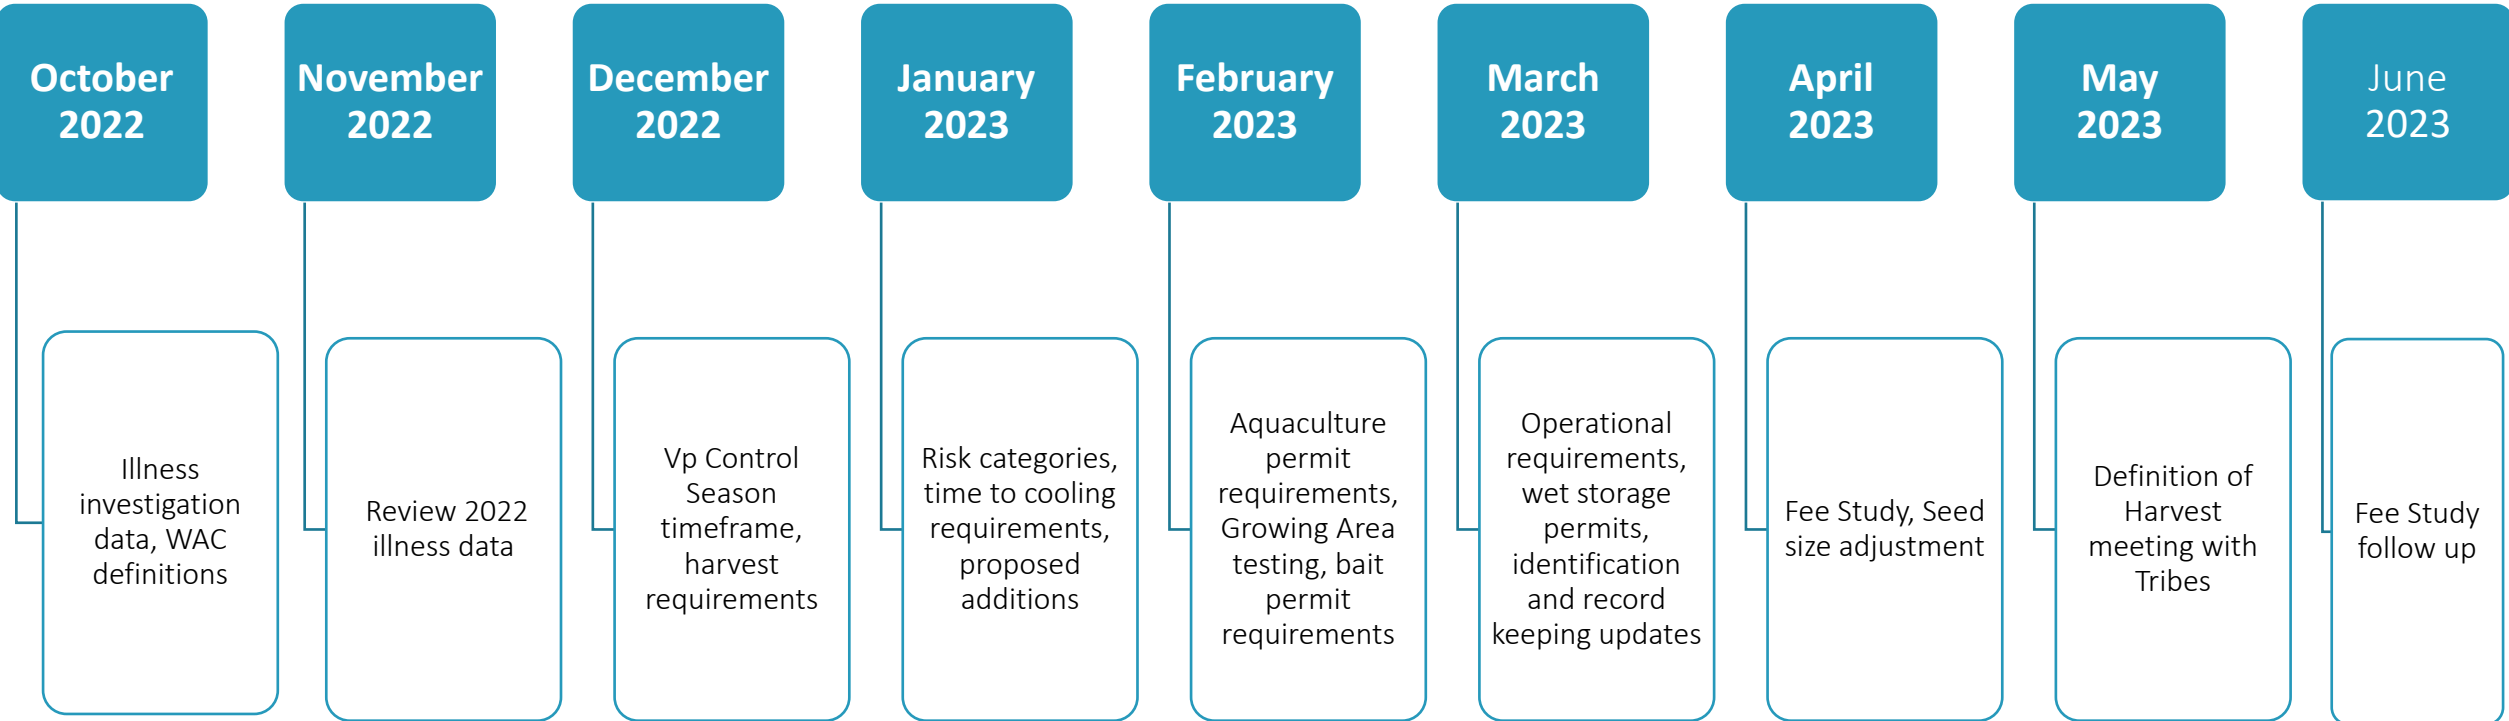 October
2022
November
2022
December
2022
January
2023
February
2023
March
2023
April
2023
May
2023
June
2023
Illness
investigation
data, WAC
definitions
Review 2022
illness data
Vp Control
Season
timeframe,
harvest
requirements
Risk categories,
time to cooling
requirements,
proposed
additions
Aquaculture
permit
requirements,
Growing Area
testing, bait
permit
requirements
Operational
requirements,
wet storage
permits,
identification
and record
keeping updates
Fee Study, Seed
size adjustment
Definition of
Harvest
meeting with
Tribes
Fee Study
follow up